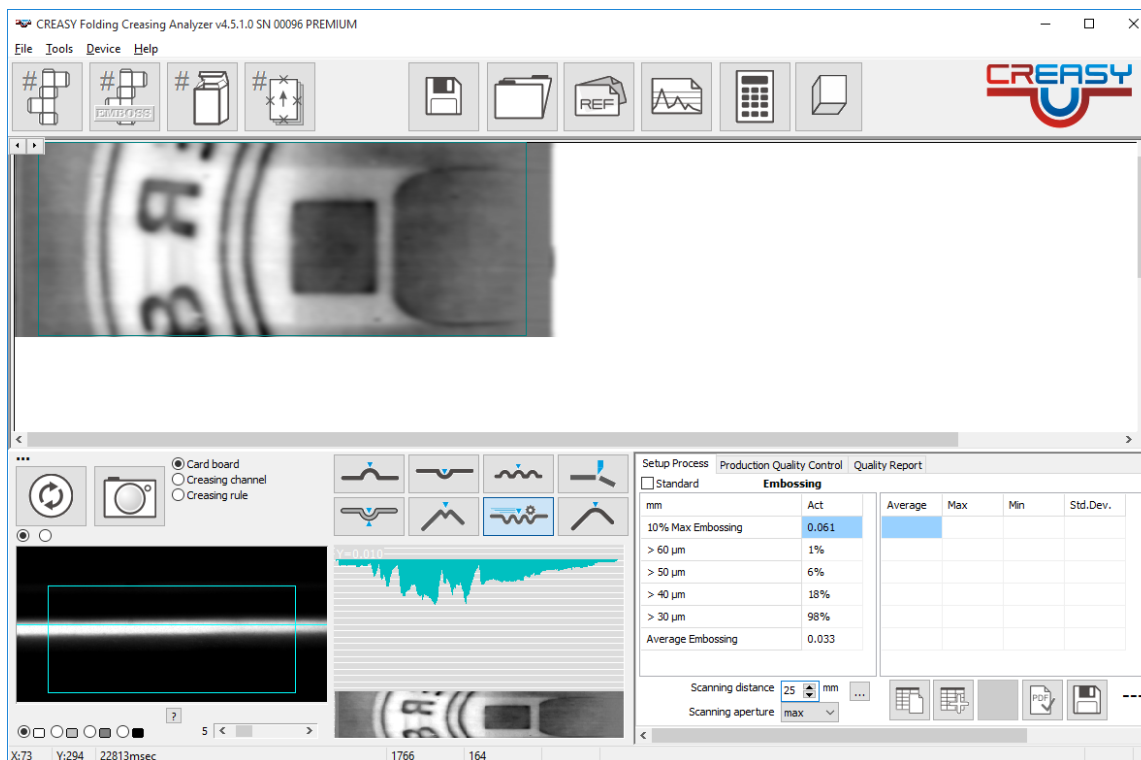 CREASY Folding Creasing Analyzer v4.5.1.0 SN 00096 PREMIUM
File Tools Device Help
# # EMBOSS # # REF CREASY
Card board
Creasing channel
Creasing rule
Y=0.010
? 5
Setup Process Production Quality Control Quality Report
Standard Embossing
mm Act Average Max Min Std.Dev.
10% Max Embossing 0.061
> 60 µm 1%
> 50 µm 6%
> 40 µm 18%
> 30 µm 98%
Average Embossing 0.033
Scanning distance 25 mm ...
Scanning aperture max
PDF
X:73 Y:294 22813msec 1766 164